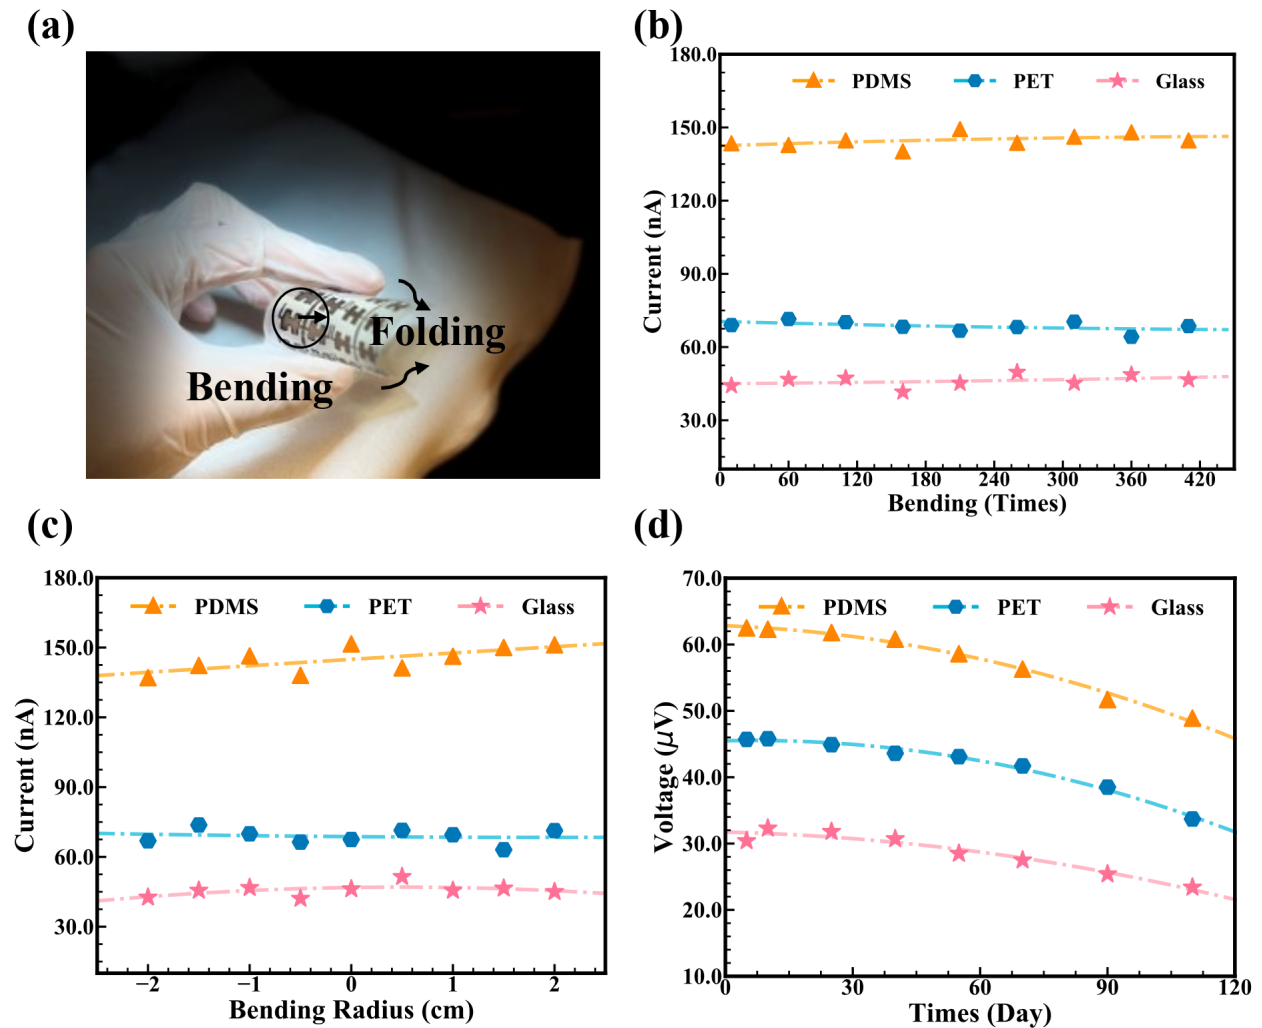 (a)
Folding
Bending
(b)
180.0
150.0
120.0
90.0
60.0
30.0
Current (nA)
PDMS PET Glass
0 60 120 180 240 300 360 420
Bending (Times)
(c)
180.0
150.0
120.0
90.0
60.0
30.0
Current (nA)
PDMS PET Glass
−2 −1 0 1 2
Bending Radius (cm)
(d)
70.0
60.0
50.0
40.0
30.0
20.0
10.0
Voltage (μV)
PDMS PET Glass
0 30 60 90 120
Times (Day)